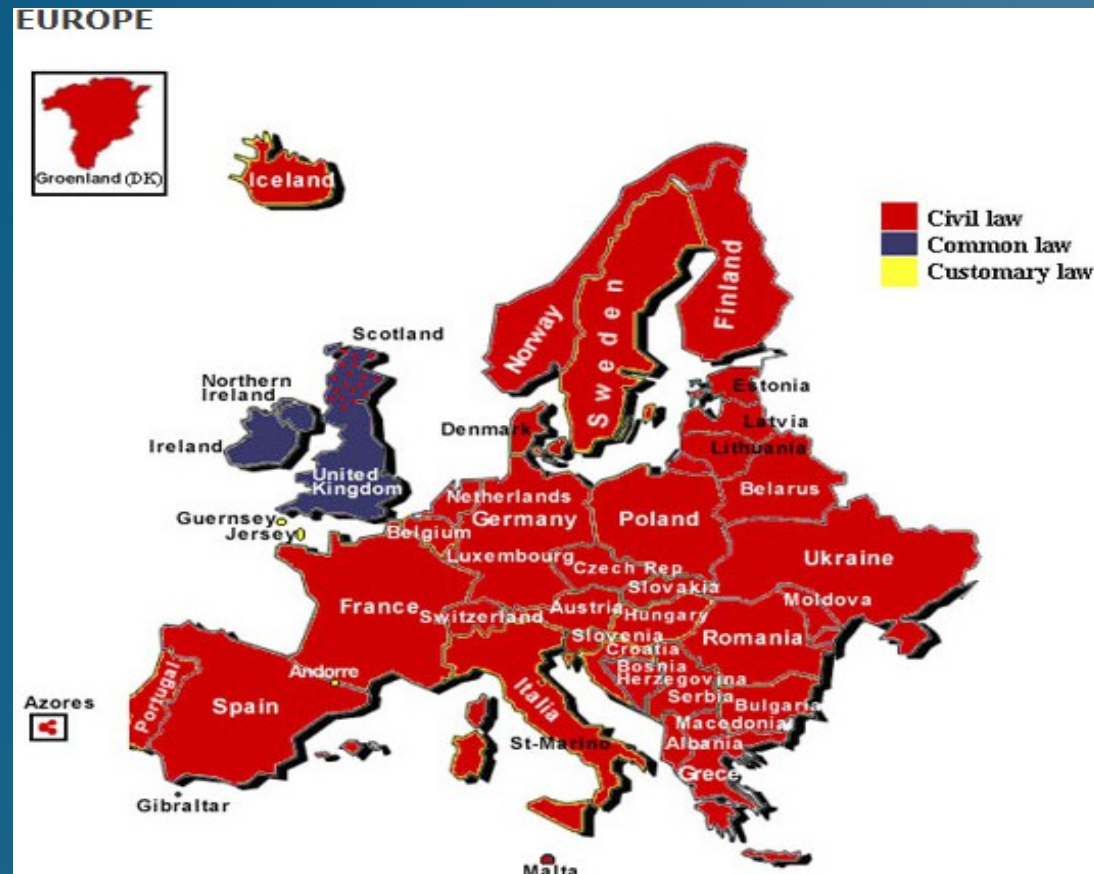 EUROPE
Groenland (DK)
Iceland
Civil law
Common law
Customary law
Norway
Sweden
Finland
Scotland
Northern
Ireland
Ireland
United
Kingdom
Guernsey
Jersey
Denmark
Estonia
Latvia
Lithuania
Belarus
Netherlands
Germany
Poland
Belgium
Luxembourg
Czech Rep
Ukraine
Slovakia
France
Switzerland
Austria
Hungary
Moldova
Slovenia
Romania
Croatia
Bosnia
Herzegovina
Serbia
Bulgaria
Macedonia
Albania
Grece
Andorre
Italia
St-Marino
Portugal
Spain
Azores
Gibraltar
Malta